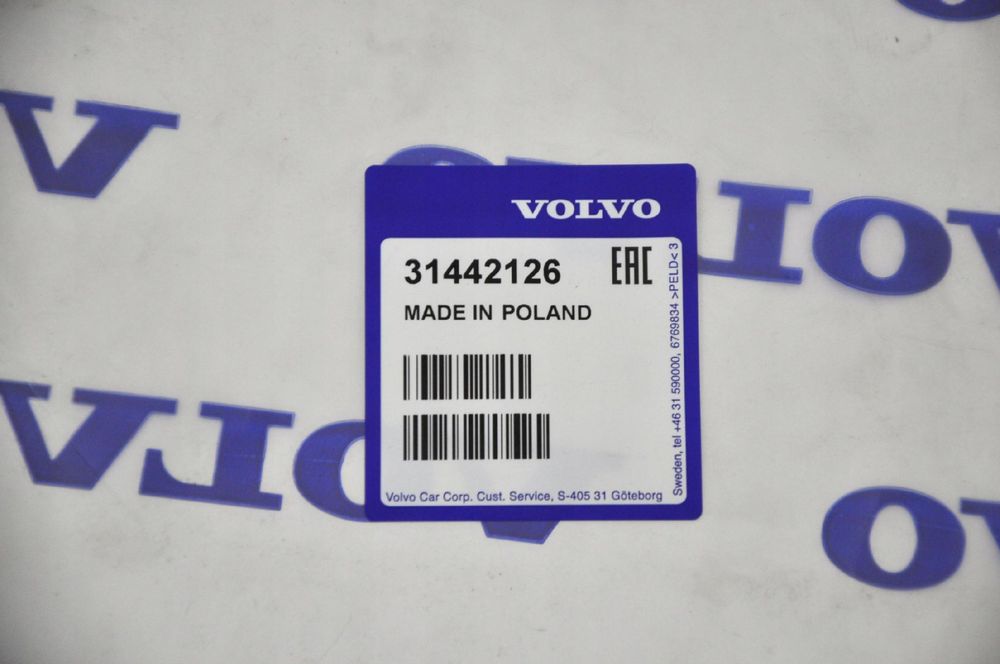 VOLVO
31442126 EAC
MADE IN POLAND
Volvo Car Corp. Cust. Service, S-405 31 Göteborg
Sweden, tel +46 31 590000, 6769834 >PELD< 3